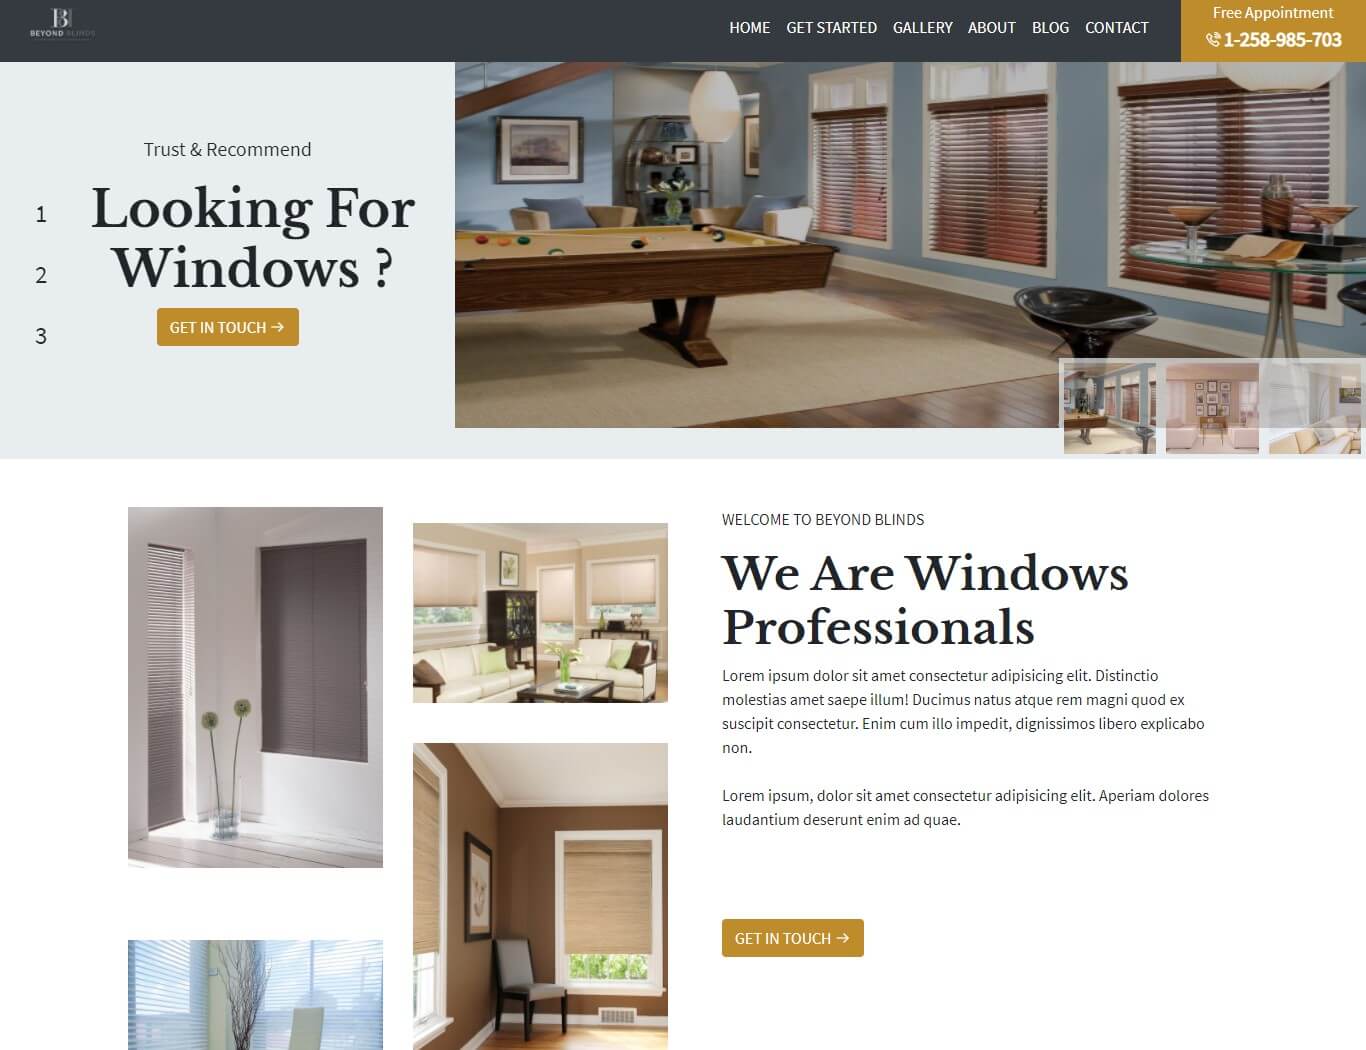 BEYOND BLINDS
HOME GET STARTED GALLERY ABOUT BLOG CONTACT
Free Appointment
1-258-985-703
Trust & Recommend
Looking For
Windows ?
1
2
3
GET IN TOUCH →
WELCOME TO BEYOND BLINDS
We Are Windows
Professionals
Lorem ipsum dolor sit amet consectetur adipisicing elit. Distinctio
molestias amet saepe illum! Ducimus natus atque rem magni quod ex
suscipit consectetur. Enim cum illo impedit, dignissimos libero explicabo
non.
Lorem ipsum, dolor sit amet consectetur adipisicing elit. Aperiam dolores
laudantium deserunt enim ad quae.
GET IN TOUCH →